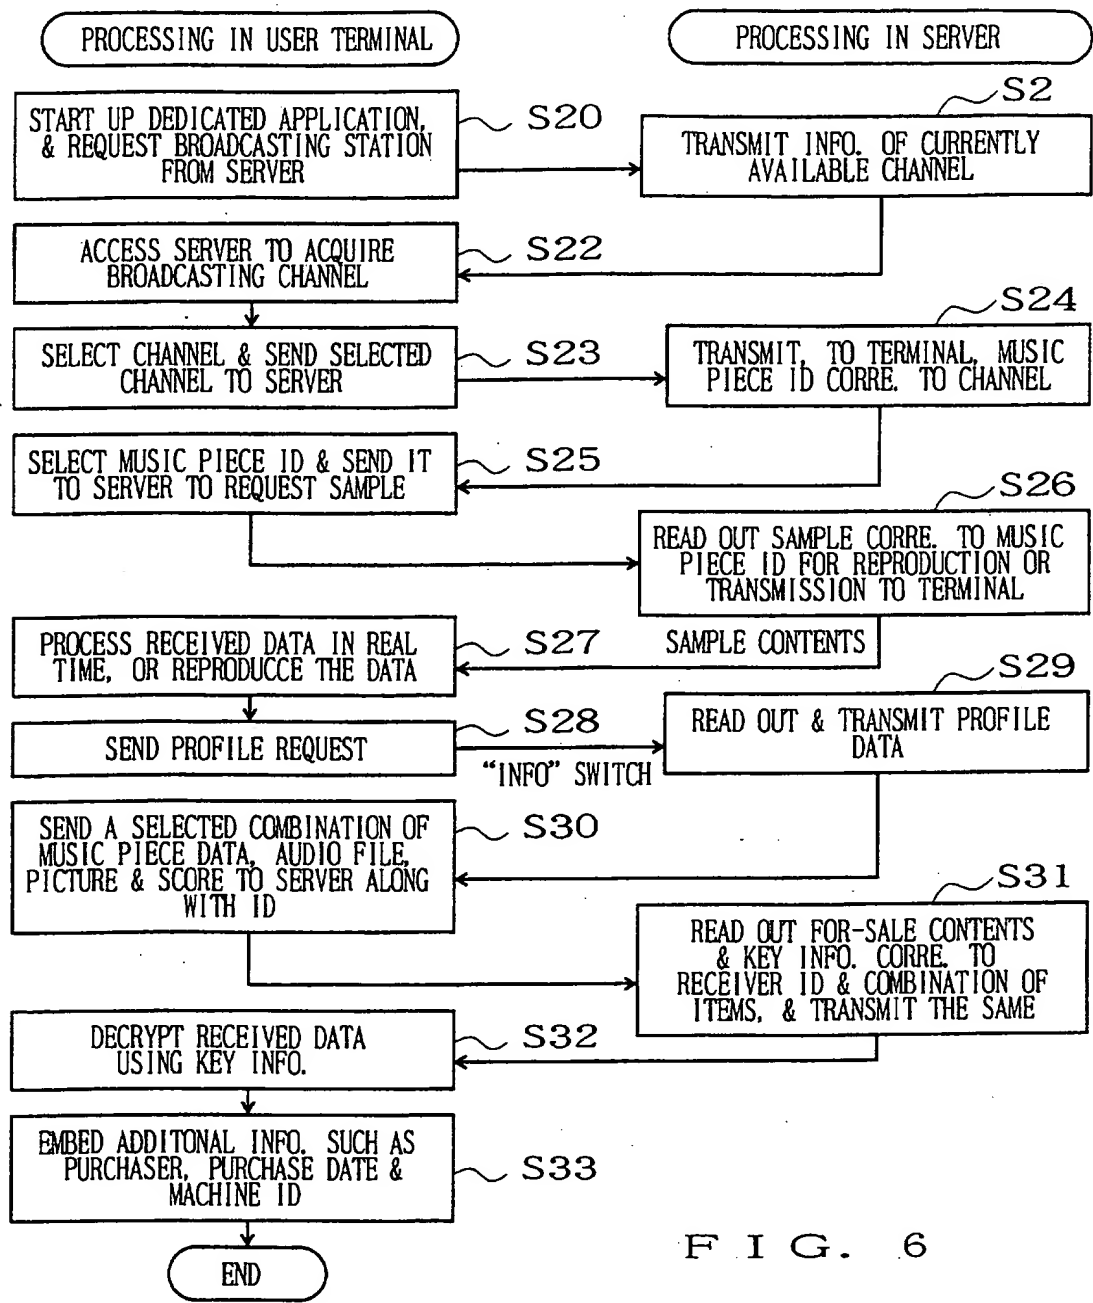 PROCESSING IN USER TERMINAL
PROCESSING IN SERVER
START UP DEDICATED APPLICATION,
& REQUEST BROADCASTING STATION
FROM SERVER
S20
S2
TRANSMIT INFO. OF CURRENTLY
AVAILABLE CHANNEL
ACCESS SERVER TO ACQUIRE
BROADCASTING CHANNEL
S22
SELECT CHANNEL & SEND SELECTED
CHANNEL TO SERVER
S23
S24
TRANSMIT, TO TERMINAL, MUSIC
PIECE ID CORRE. TO CHANNEL
SELECT MUSIC PIECE ID & SEND IT
TO SERVER TO REQUEST SAMPLE
S25
S26
READ OUT SAMPLE CORRE. TO MUSIC
PIECE ID FOR REPRODUCTION OR
TRANSMISSION TO TERMINAL
PROCESS RECEIVED DATA IN REAL
TIME, OR REPRODUCCE THE DATA
S27
SAMPLE CONTENTS
SEND PROFILE REQUEST
S28
"INFO" SWITCH
S29
READ OUT & TRANSMIT PROFILE
DATA
SEND A SELECTED COMBINATION OF
MUSIC PIECE DATA, AUDIO FILE,
PICTURE & SCORE TO SERVER ALONG
WITH ID
S30
S31
READ OUT FOR-SALE CONTENTS
& KEY INFO. CORRE. TO
RECEIVER ID & COMBINATION OF
ITEMS, & TRANSMIT THE SAME
DECRYPT RECEIVED DATA
USING KEY INFO.
S32
EMBED ADDITONAL INFO. SUCH AS
PURCHASER, PURCHASE DATE &
MACHINE ID
S33
END
FIG. 6